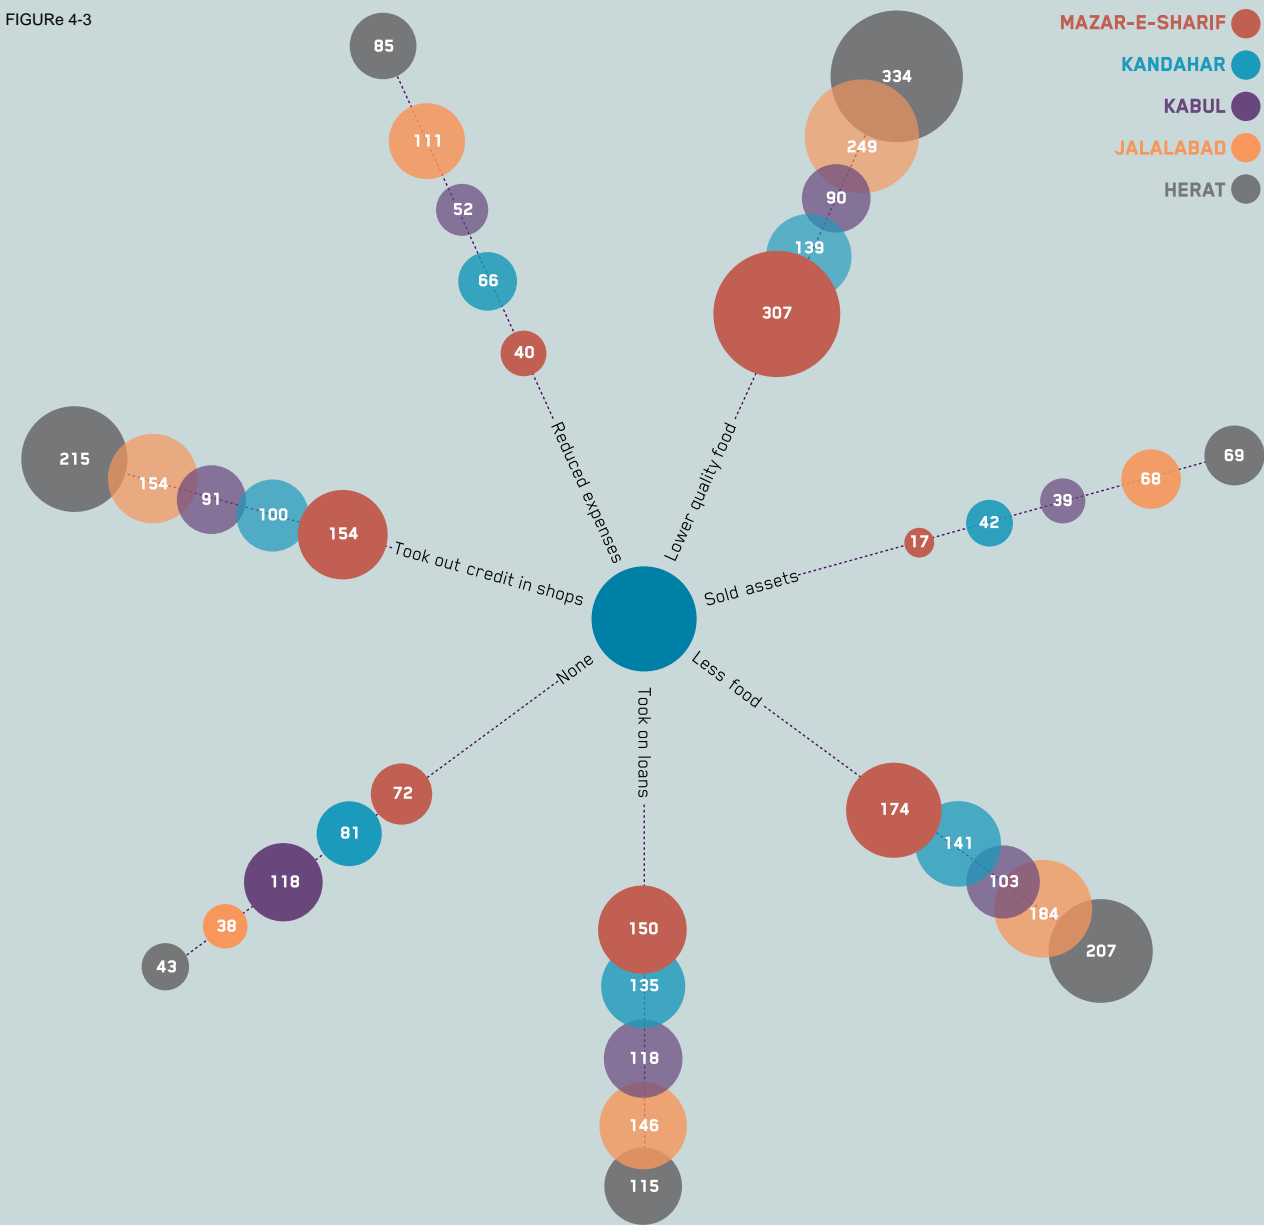 FIGURe 4-3
MAZAR-E-SHARIF
KANDAHAR
KABUL
JALALABAD
HERAT
85
111
52
66
40
Reduced expenses
334
249
90
139
307
Lower quality food
215
154
91
100
154
Took out credit in shops
69
68
39
42
17
Sold assets
None
72
81
118
38
43
Took on loans
150
135
118
146
115
Less food
174
141
103
184
207